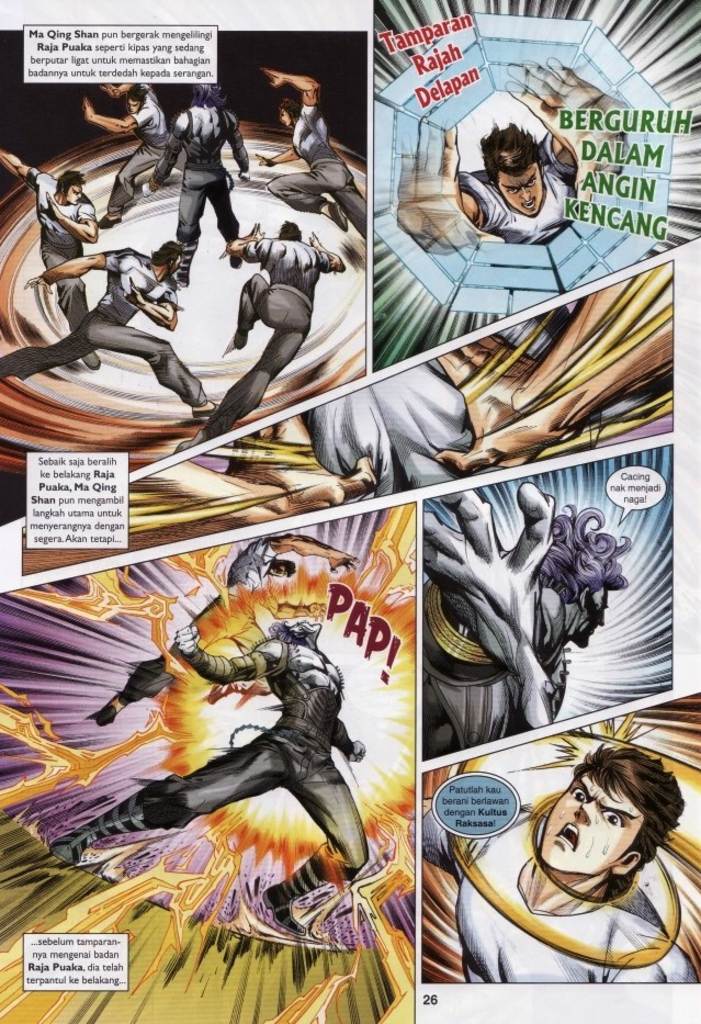 Ma Qing Shan pun bergerak mengelilingi
Raja Puaka seperti kipas yang sedang
berputar ligat untuk memastikan bahagian
badannya untuk terdedah kepada serangan.
Tamparan
Rajah
Delapan
BERGURUH
DALAM
ANGIN
KENCANG
Sebaik saja beralih
ke belakang Raja
Puaka, Ma Qing
Shan pun mengambil
langkah utama untuk
menyerangnya dengan
segera. Akan tetapi...
Cacing
nak menjadi
naga!
PAP!
Patutlah kau
berani berlawan
dengan Kultus
Raksasa!
...sebelum tamparan-
nya mengenai badan
Raja Puaka, dia telah
terpantul ke belakang...
26